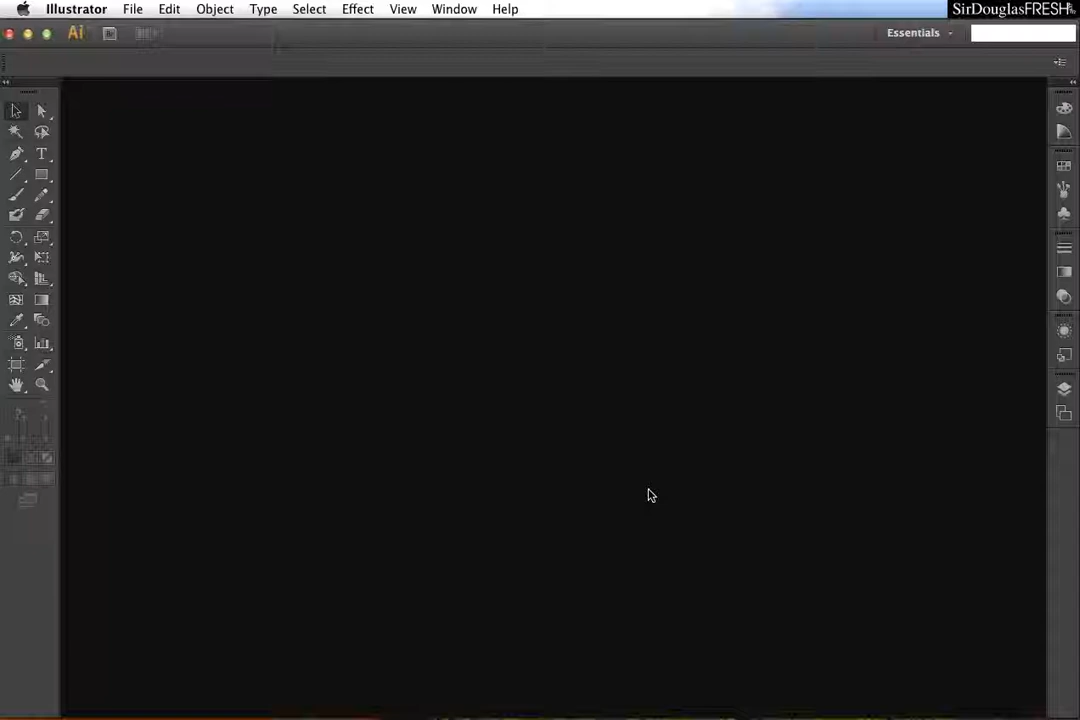 Illustrator File Edit Object Type Select Effect View Window Help
SirDouglasFRESH
Ai
Essentials
T